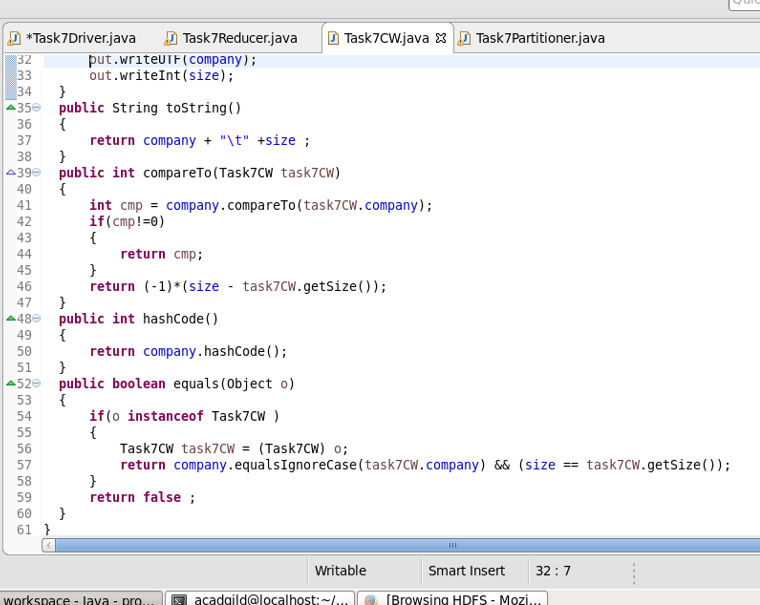 *Task7Driver.java Task7Reducer.java Task7CW.java Task7Partitioner.java
32 out.writeUTF(company);
33 out.writeInt(size);
34 }
35 public String toString()
36 {
37 return company + "\t" +size ;
38 }
39 public int compareTo(Task7CW task7CW)
40 {
41 int cmp = company.compareTo(task7CW.company);
42 if(cmp!=0)
43 {
44 return cmp;
45 }
46 return (-1)*(size - task7CW.getSize());
47 }
48 public int hashCode()
49 {
50 return company.hashCode();
51 }
52 public boolean equals(Object o)
53 {
54 if(o instanceof Task7CW )
55 {
56 Task7CW task7CW = (Task7CW) o;
57 return company.equalsIgnoreCase(task7CW.company) && (size == task7CW.getSize());
58 }
59 return false ;
60 }
61 }
Writable Smart Insert 32 : 7
workspace - Java - pro... acadgild@localhost:~/... [Browsing HDFS - Mozi...